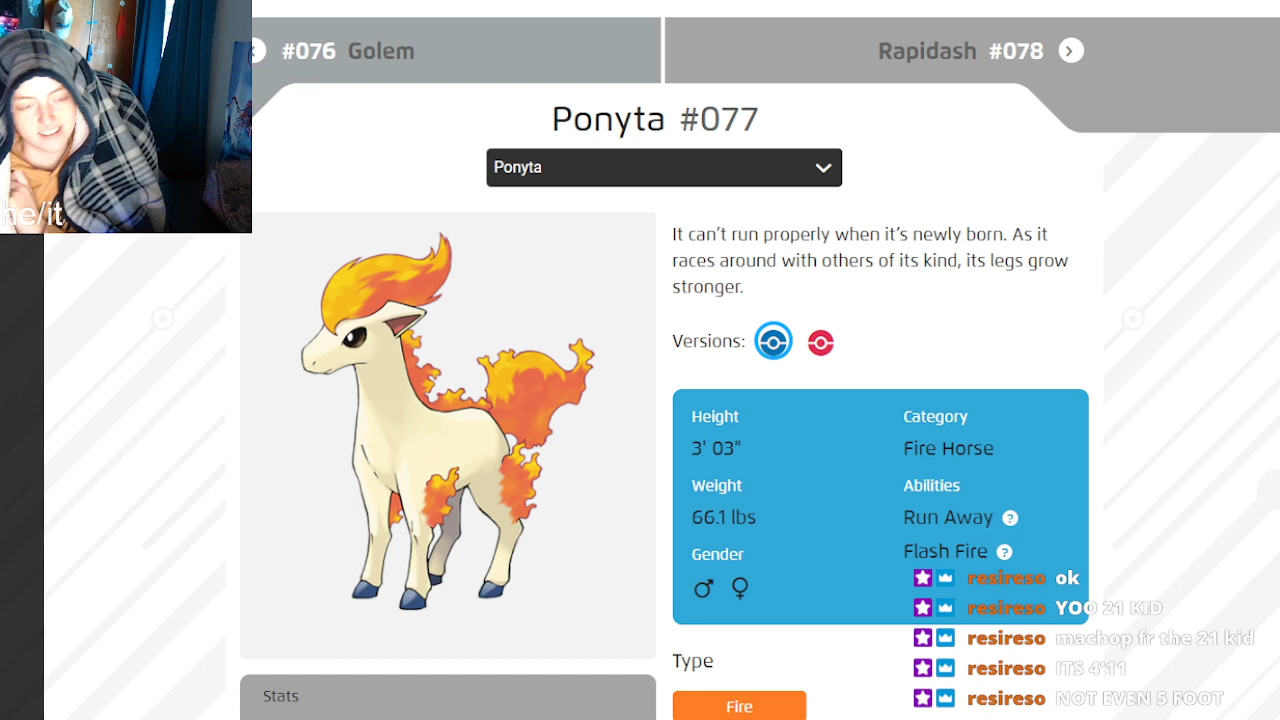 #076 Golem
Rapidash #078
Ponyta #077
Ponyta
he/it
It can't run properly when it's newly born. As it
races around with others of its kind, its legs grow
stronger.
Versions:
Height
3' 03"
Weight
66.1 lbs
Gender
Category
Fire Horse
Abilities
Run Away ?
Flash Fire ?
Type
Fire
Stats
resireso ok
resireso YOO 21 KID
resireso machop fr the 21 kid
resireso ITS 4'11
resireso NOT EVEN 5 FOOT